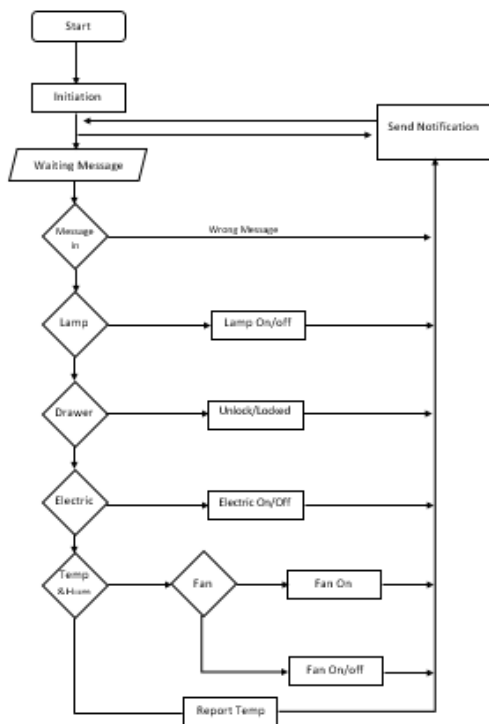 Start
Initiation
Send Notification
Waiting Message
Message
in
Wrong Message
Lamp
Lamp On/off
Drawer
Unlock/Locked
Electric
Electric On/Off
Temp
&Hum
Fan
Fan On
Fan On/off
Report Temp